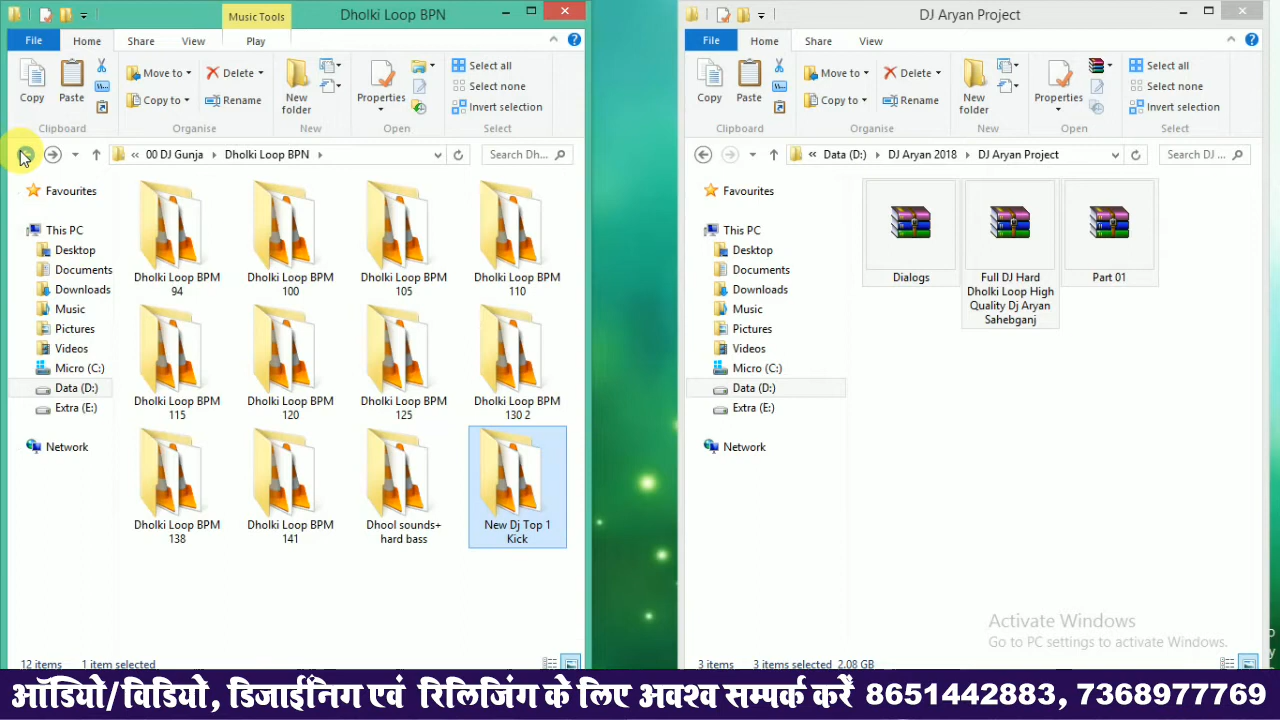 Music Tools
Dholki Loop BPN
File
Home
Share
View
Play
Copy
Paste
Move to
Copy to
Delete
Rename
New
folder
Properties
Select all
Select none
Invert selection
Clipboard
Organise
New
Open
Select
00 DJ Gunja
Dholki Loop BPN
Search Dh...
Favourites
This PC
Desktop
Documents
Downloads
Music
Pictures
Videos
Micro (C:)
Data (D:)
Extra (E:)
Network
Dholki Loop BPM
94
Dholki Loop BPM
100
Dholki Loop BPM
105
Dholki Loop BPM
110
Dholki Loop BPM
115
Dholki Loop BPM
120
Dholki Loop BPM
125
Dholki Loop BPM
130 2
Dholki Loop BPM
138
Dholki Loop BPM
141
Dhool sounds+
hard bass
New Dj Top 1
Kick
12 items
1 item selected
DJ Aryan Project
File
Home
Share
View
Copy
Paste
Move to
Copy to
Delete
Rename
New
folder
Properties
Select all
Select none
Invert selection
Clipboard
Organise
New
Open
Select
Data (D:)
DJ Aryan 2018
DJ Aryan Project
Search DJ ...
Favourites
This PC
Desktop
Documents
Downloads
Music
Pictures
Videos
Micro (C:)
Data (D:)
Extra (E:)
Network
Dialogs
Full DJ Hard
Dholki Loop High
Quality Dj Aryan
Sahebganj
Part 01
Activate Windows
Go to PC settings to activate Windows.
3 items
3 items selected 2.08 GB
ऑडियो/विडियो, डिजाईनिंग एवं रिलिजिंग के लिए अवश्व सम्पर्क करें 8651442883, 7368977769